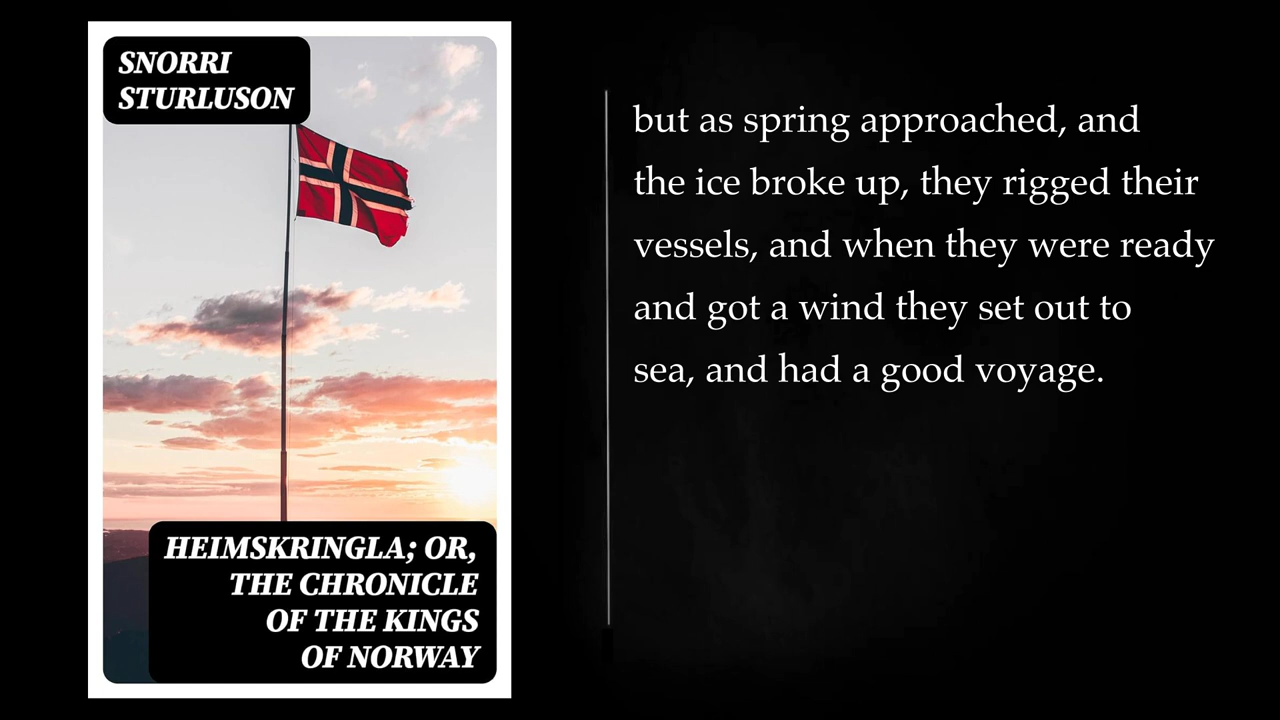 SNORRI
STURLUSON
HEIMSKRINGLA; OR,
THE CHRONICLE
OF THE KINGS
OF NORWAY
but as spring approached, and
the ice broke up, they rigged their
vessels, and when they were ready
and got a wind they set out to
sea, and had a good voyage.